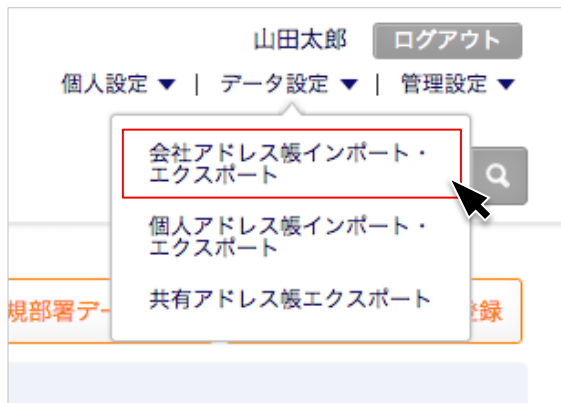 山田太郎 ログアウト
個人設定 ▼ | データ設定 ▼ | 管理設定 ▼
会社アドレス帳インポート・
エクスポート
個人アドレス帳インポート・
エクスポート
共有アドレス帳エクスポート
規部署デー
登録